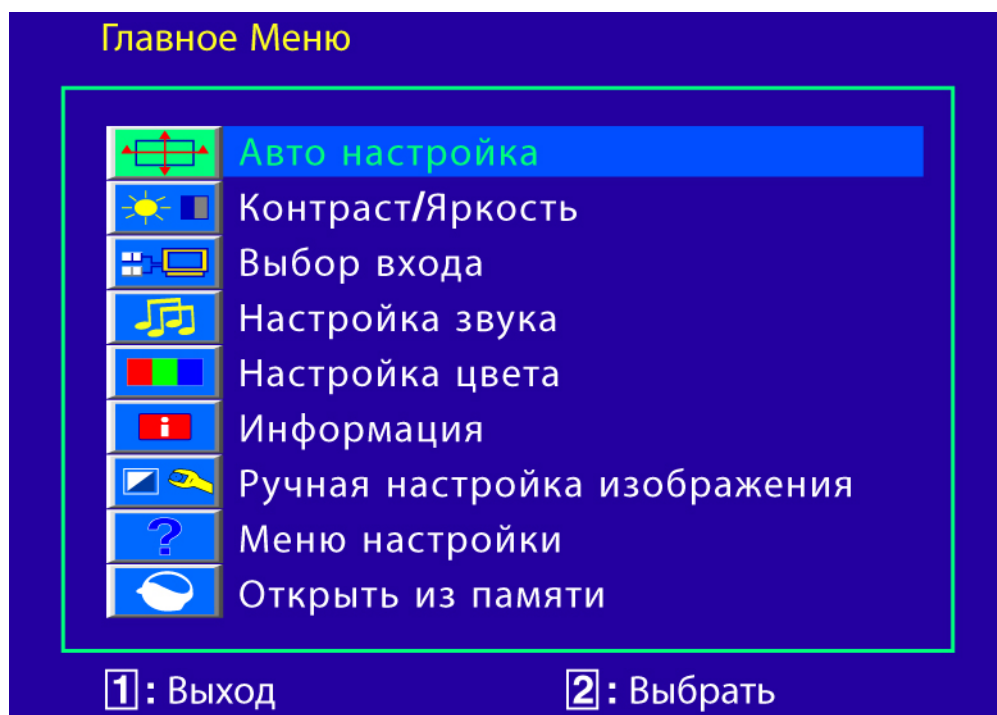 Главное Меню
Авто настройка
Контраст/Яркость
Выбор входа
Настройка звука
Настройка цвета
Информация
Ручная настройка изображения
Меню настройки
Открыть из памяти
1: Выход 2: Выбрать